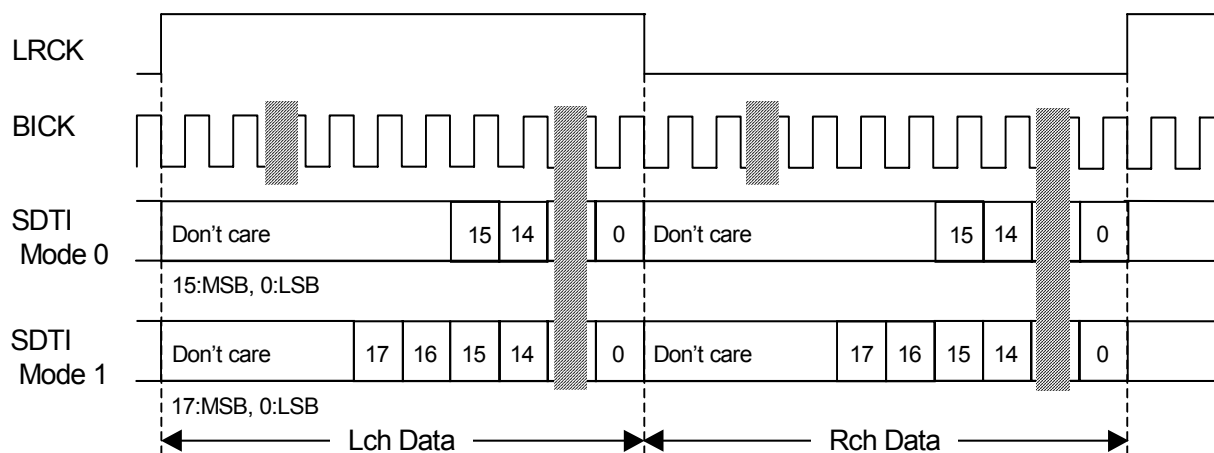 LRCK
BICK
SDTI
Mode 0
Don't care 15 14 0 Don't care 15 14 0
15:MSB, 0:LSB
SDTI
Mode 1
Don't care 17 16 15 14 0 Don't care 17 16 15 14 0
17:MSB, 0:LSB
Lch Data Rch Data